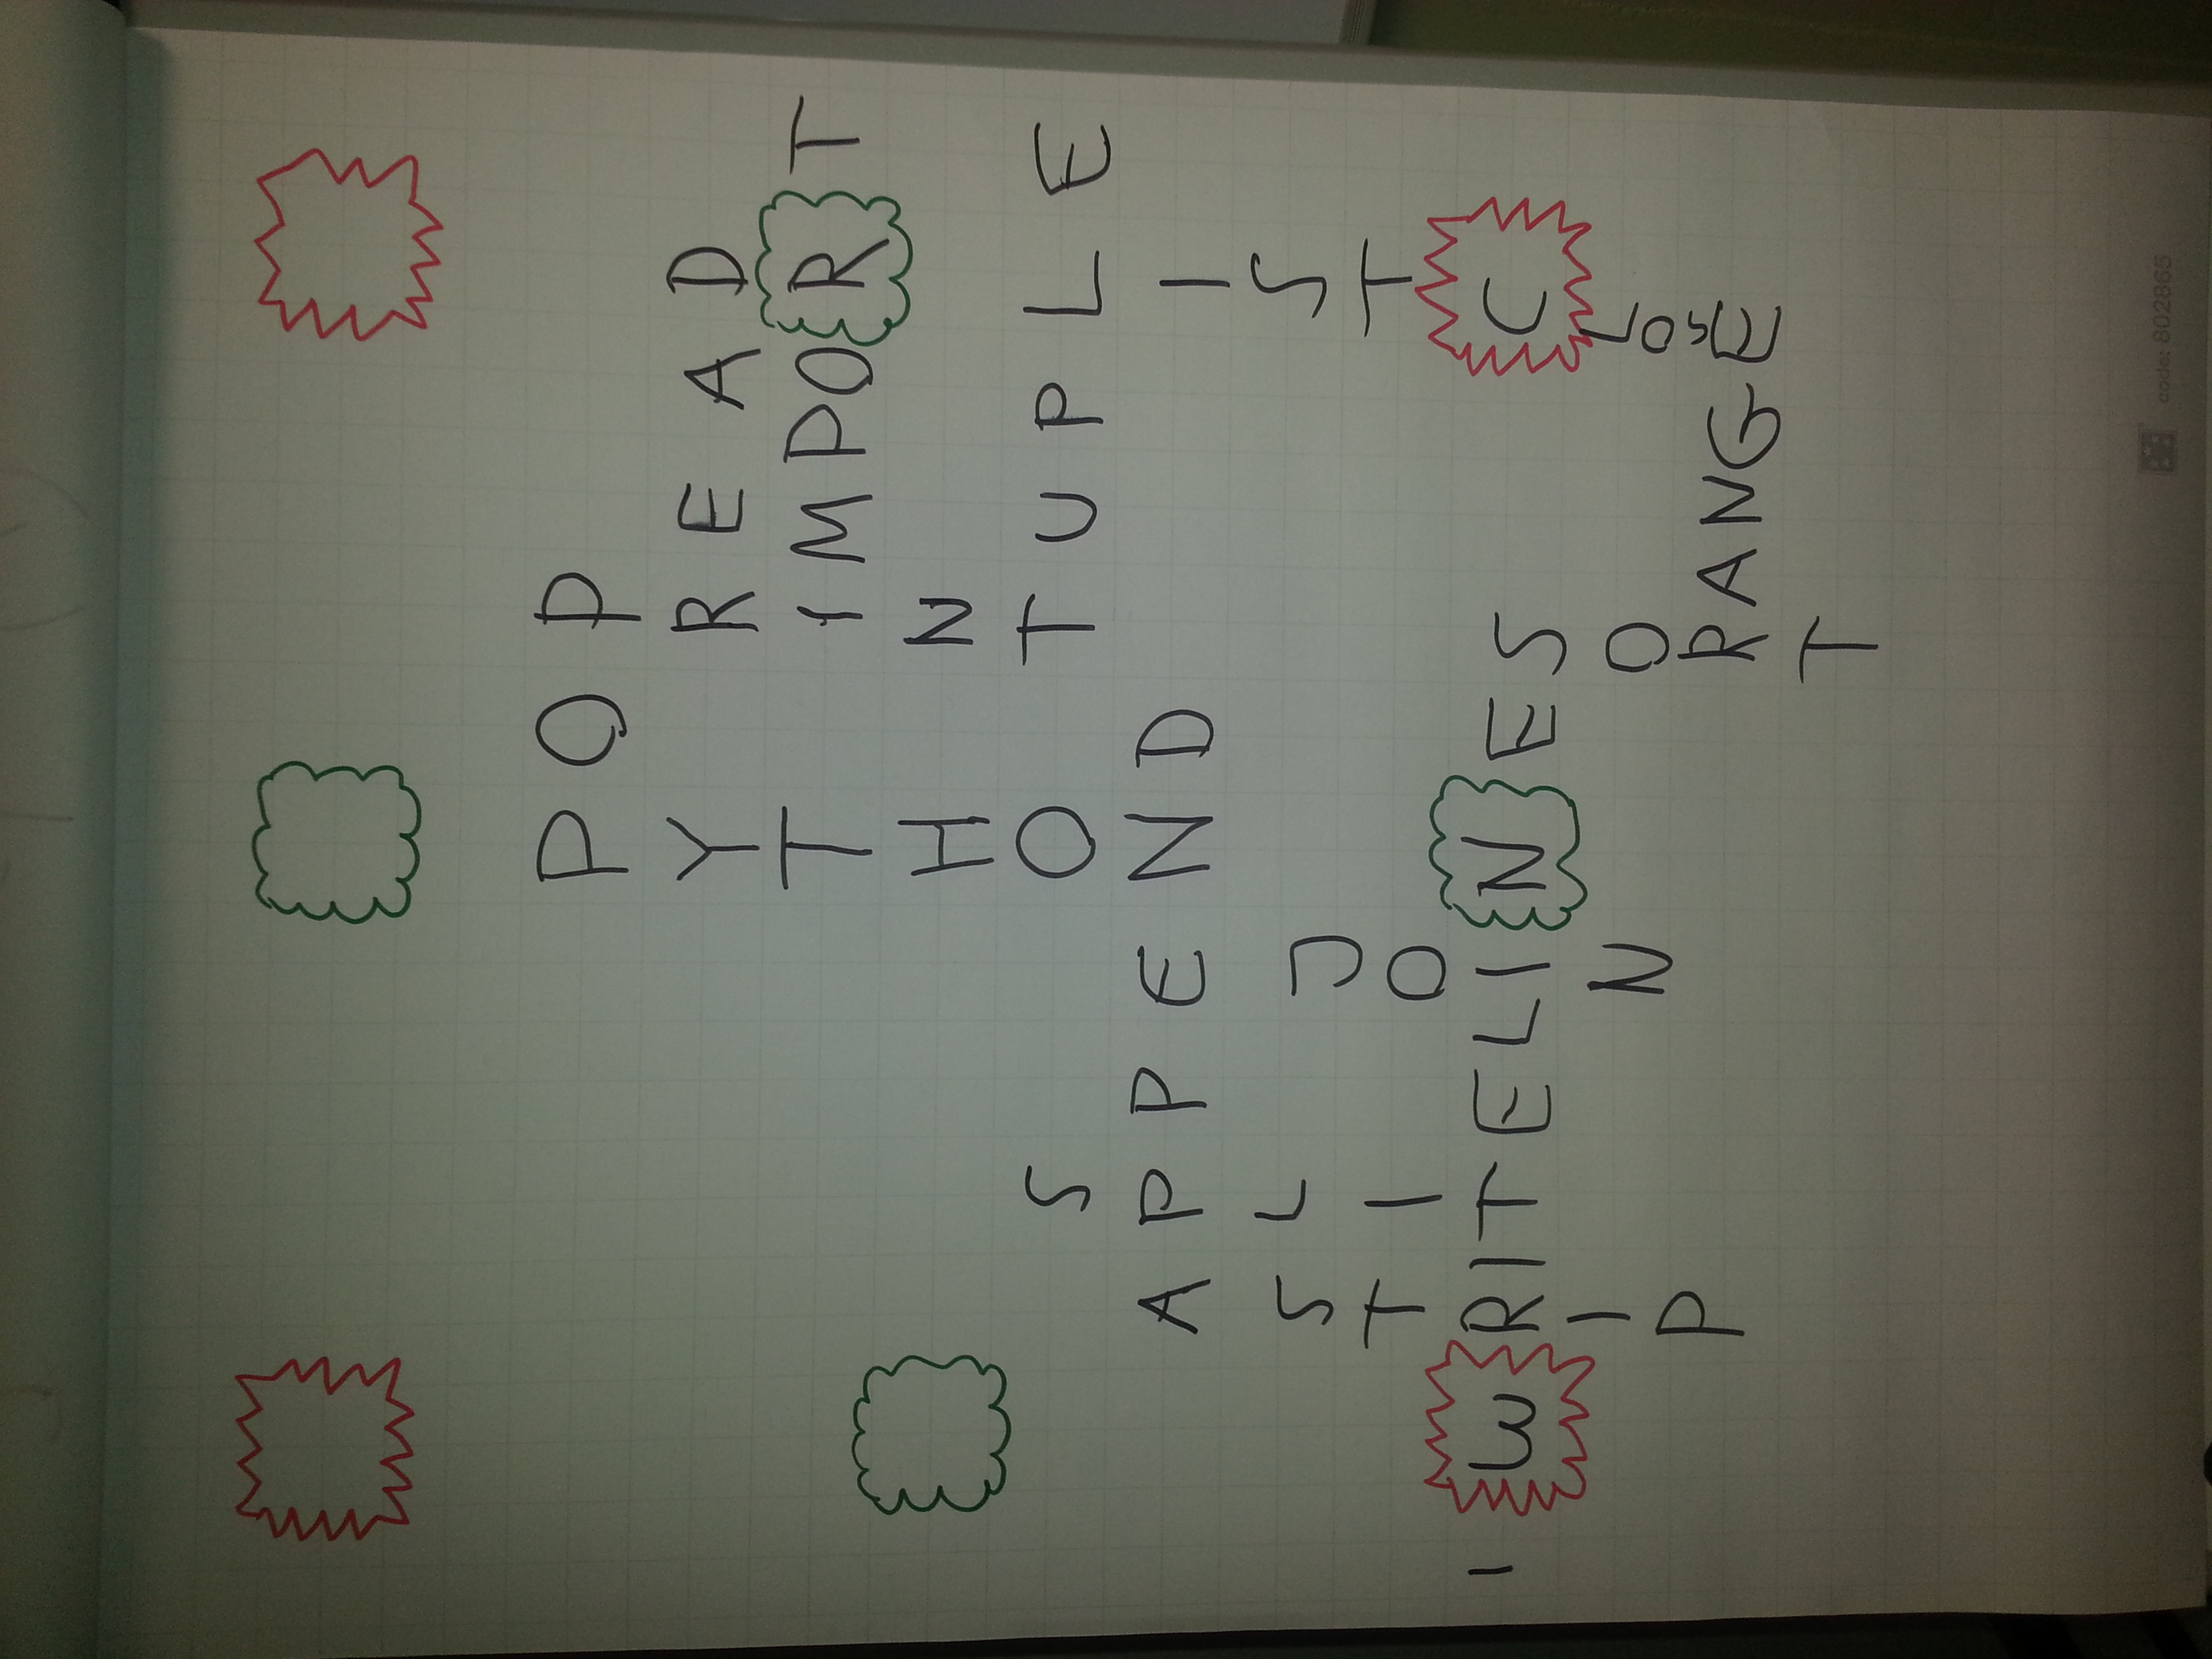 P O P
Y R E A D
T I M P O R T
H N
S O T U P L E
A P P E N D I
S L J S
T I O T
I W R I T E L I N E S C
I N O L
P R A N G E O
T S
code: 802865